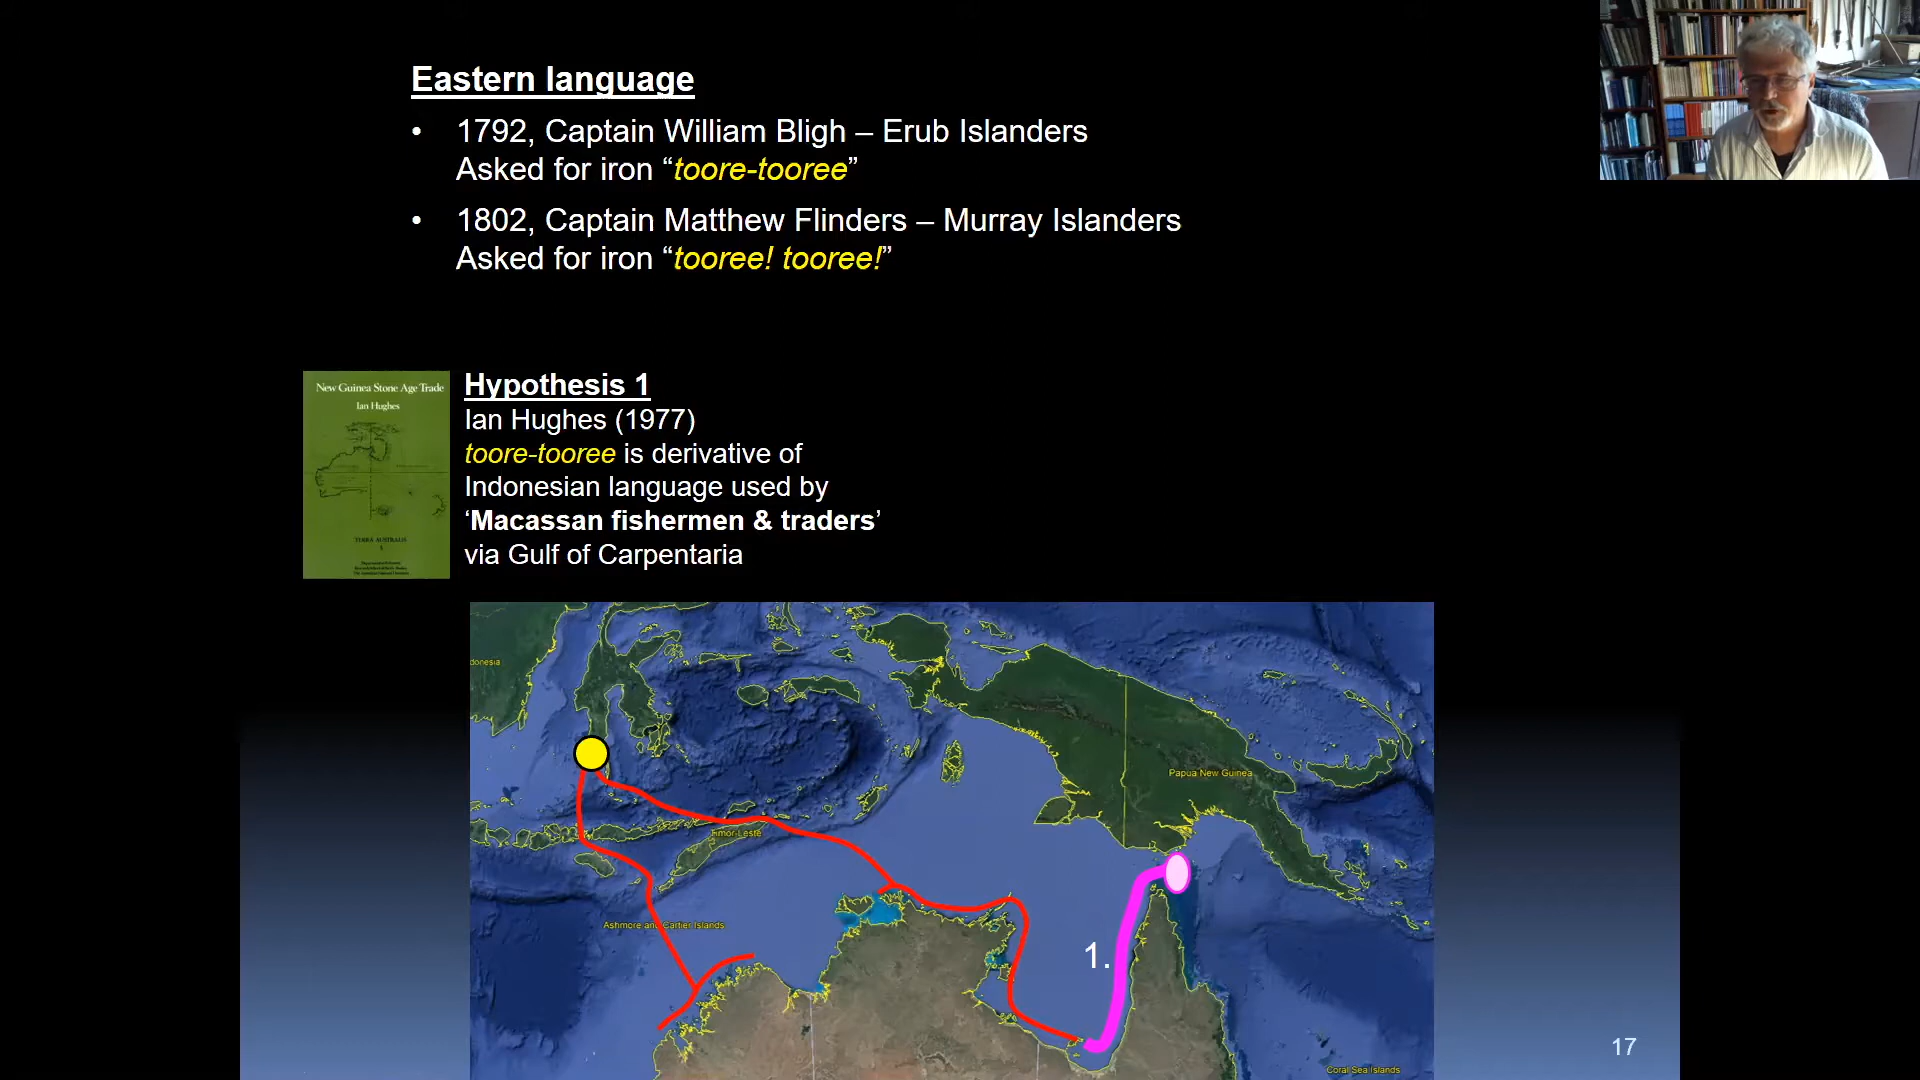 Eastern language
• 1792, Captain William Bligh – Erub Islanders
Asked for iron “toore-tooree”
• 1802, Captain Matthew Flinders – Murray Islanders
Asked for iron “tooree! tooree!”
New Guinea Stone Age Trade
Ian Hughes
TERRA AUSTRALIS
Hypothesis 1
Ian Hughes (1977)
toore-tooree is derivative of
Indonesian language used by
‘Macassan fishermen & traders’
via Gulf of Carpentaria
donesia
Papua New Guinea
Timor-Leste
Ashmore and Cartier Islands
1.
Coral Sea Islands
17